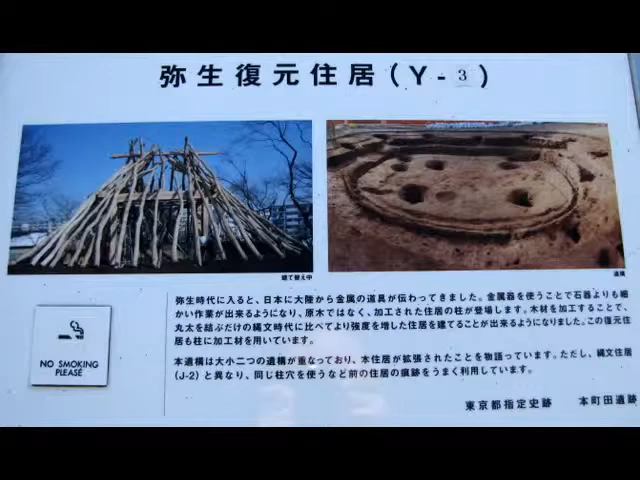 弥生復元住居(Y-3)
建て替え中
遺構
弥生時代に入ると、日本に大陸から金属の道具が伝わってきました。金属器を使うことで石器よりも細
かい作業が出来るようになり、原木ではなく、加工された住居の柱が登場します。木材を加工することで、
丸太を結ぶだけの縄文時代に比べてより強度を増した住居を建てることが出来るようになりました。この復元住
居も柱に加工材を用いています。
本遺構は大小二つの遺構が重なっており、本住居が拡張されたことを物語っています。ただし、縄文住居
(J-2)と異なり、同じ柱穴を使うなど前の住居の痕跡をうまく利用しています。
NO SMOKING
PLEASE
東京都指定史跡 本町田遺跡